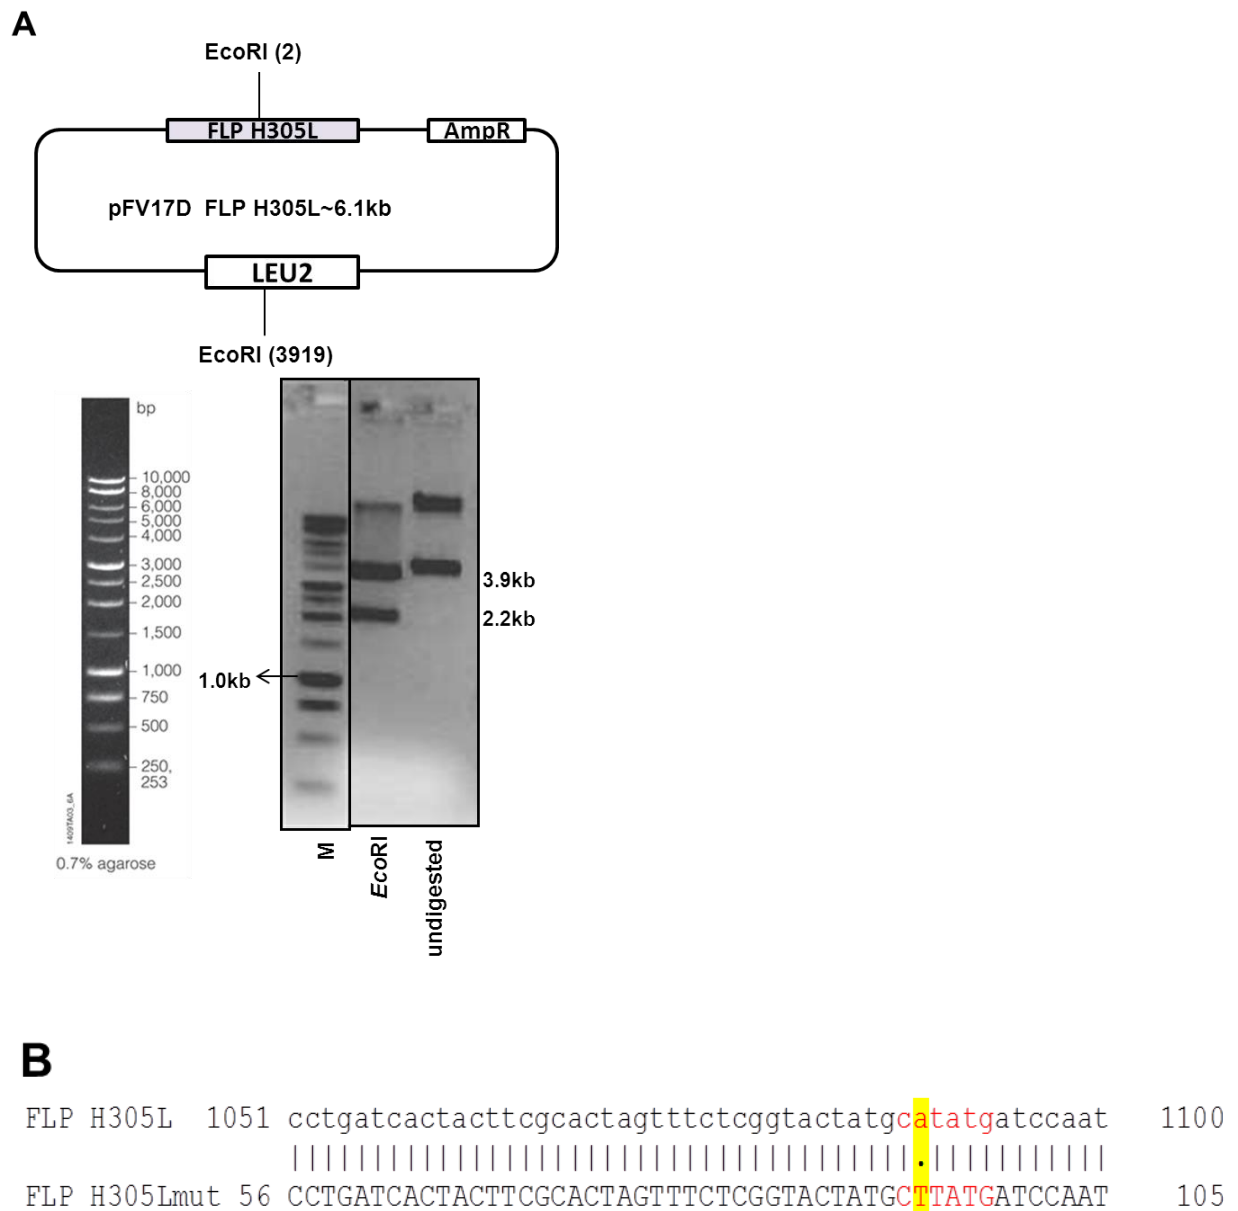 A
EcoRI (2)
FLP H305L
AmpR
pFV17D FLP H305L~6.1kb
LEU2
EcoRI (3919)
bp
10,000
8,000
6,000
5,000
4,000
3,000
2,500
2,000
1,500
1,000
750
500
250,
253
1409TA03_6A
0.7% agarose
3.9kb
2.2kb
1.0kb
M
EcoRI
undigested
B
FLP H305L 1051 cctgatcactacttcgcactagtttctcggtactatgcatatgatccaat 1100
||||||||||||||||||||||||||||||||||||||.|||||||||||
FLP H305Lmut 56 CCTGATCACTACTTCGCACTAGTTTCTCGGTACTATGCTTATGATCCAAT 105